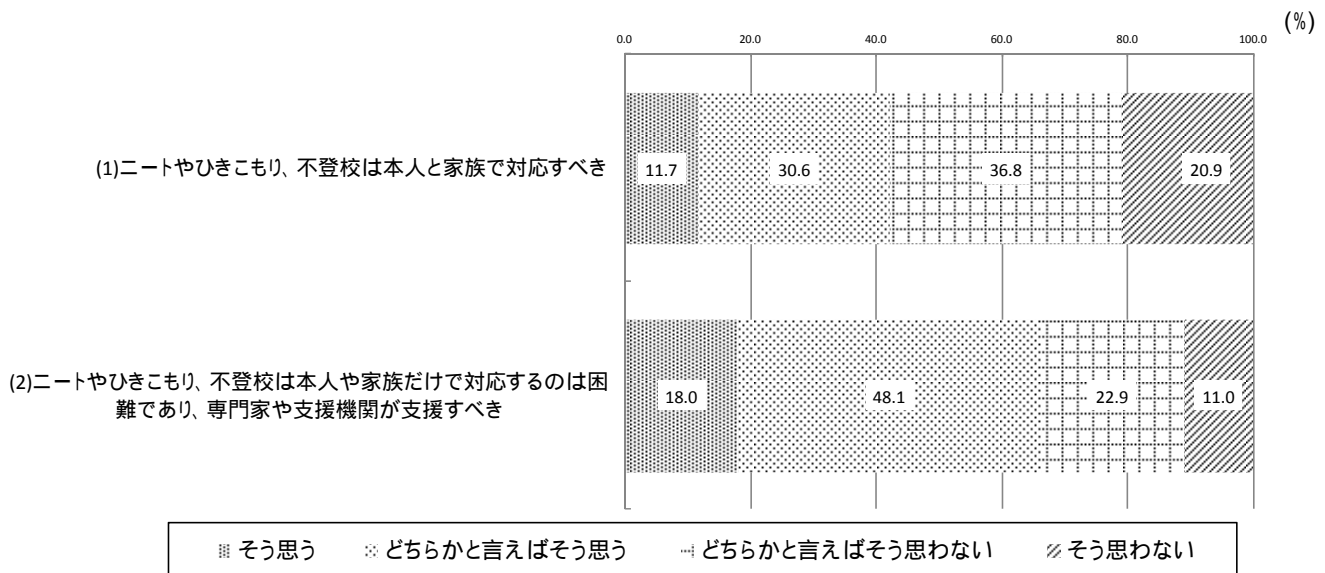 (%)
0.0 20.0 40.0 60.0 80.0 100.0
(1)ニートやひきこもり、不登校は本人と家族で対応すべき
11.7 30.6 36.8 20.9
(2)ニートやひきこもり、不登校は本人や家族だけで対応するのは困
難であり、専門家や支援機関が支援すべき
18.0 48.1 22.9 11.0
そう思う どちらかと言えばそう思う どちらかと言えばそう思わない そう思わない